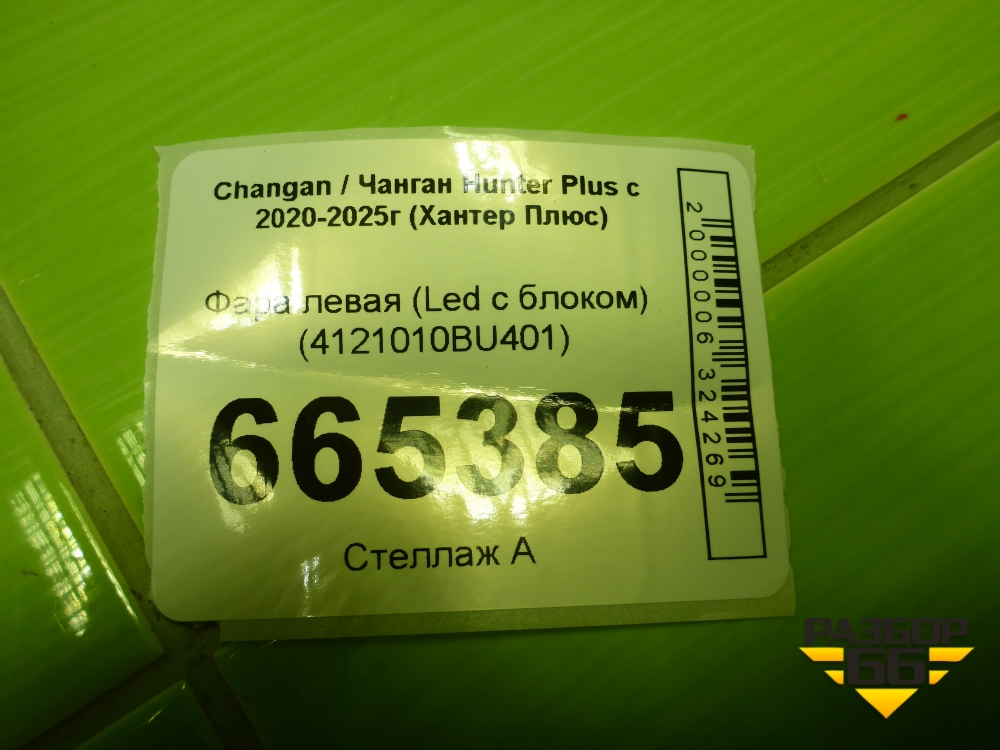 Changan / Чанган Hunter Plus с
2020-2025г (Хантер Плюс)
Фара левая (Led с блоком)
(4121010BU401)
665385
Стеллаж А
2000006324269
РАЗБОР
66